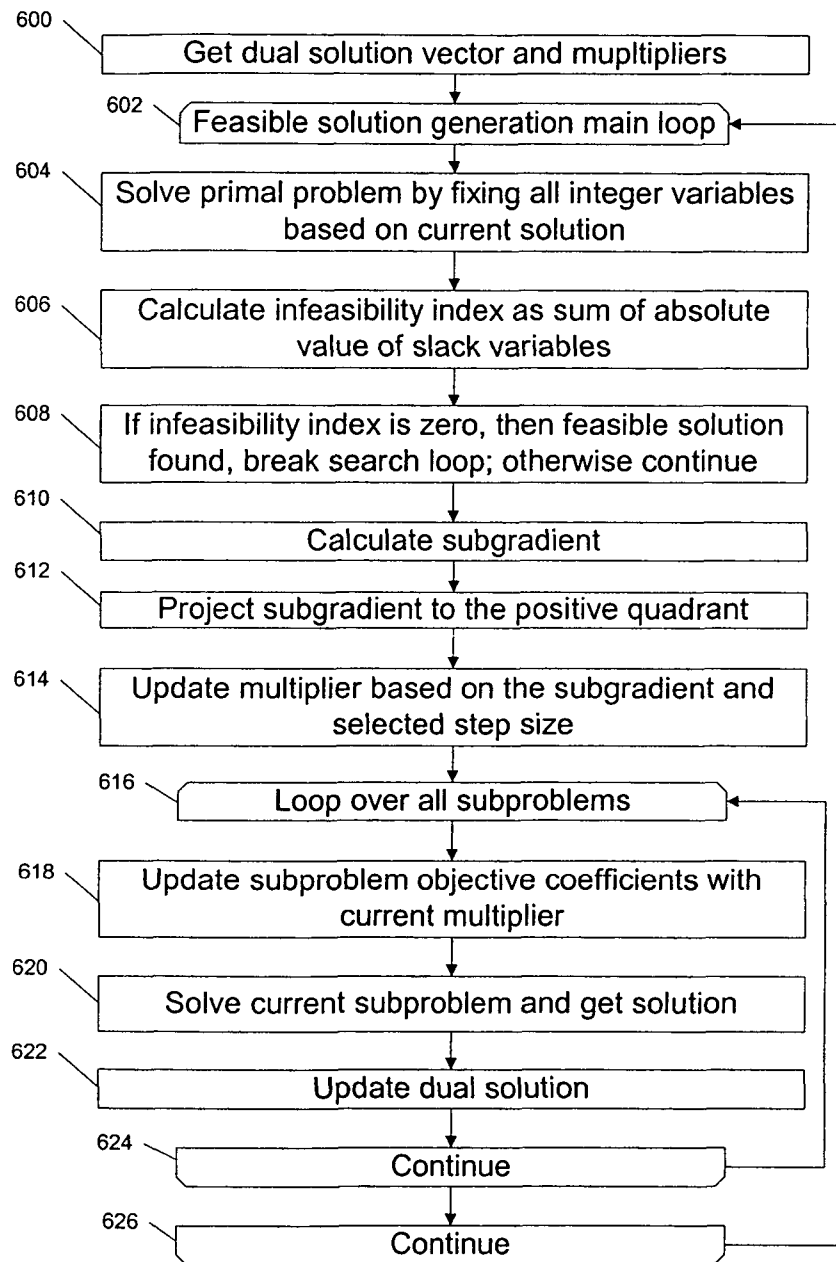 600
Get dual solution vector and mupltipliers
602
Feasible solution generation main loop
604
Solve primal problem by fixing all integer variables
based on current solution
606
Calculate infeasibility index as sum of absolute
value of slack variables
608
If infeasibility index is zero, then feasible solution
found, break search loop; otherwise continue
610
Calculate subgradient
612
Project subgradient to the positive quadrant
614
Update multiplier based on the subgradient and
selected step size
616
Loop over all subproblems
618
Update subproblem objective coefficients with
current multiplier
620
Solve current subproblem and get solution
622
Update dual solution
624
Continue
626
Continue